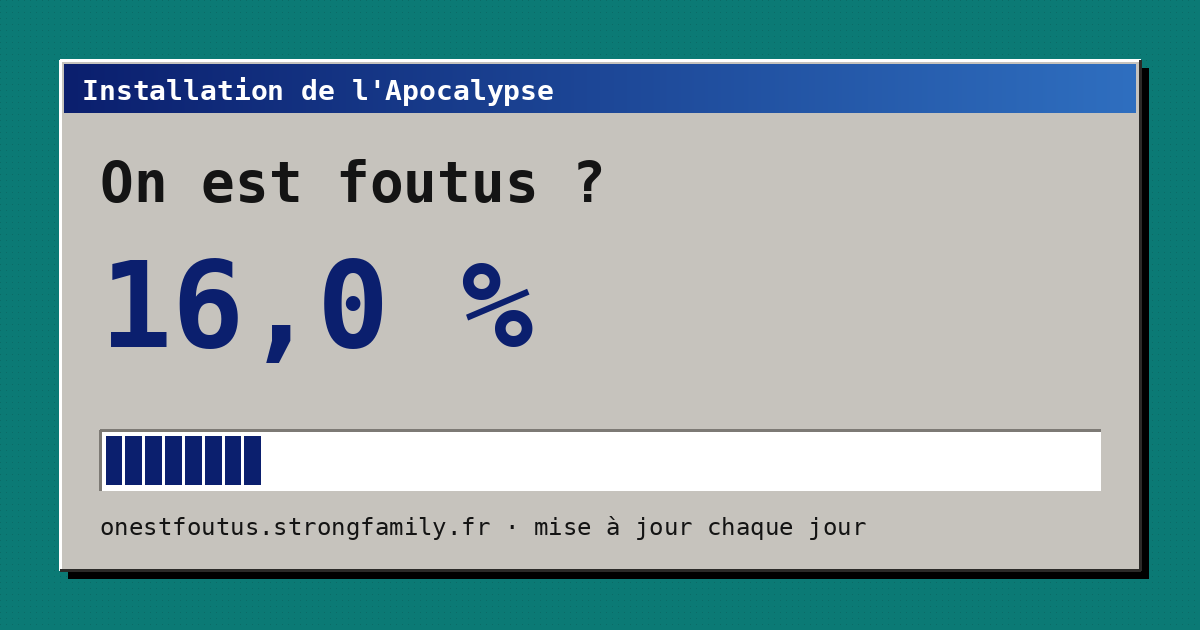 Installation de l'Apocalypse
On est foutus ?
16,0 %
onestfoutus.strongfamily.fr · mise à jour chaque jour